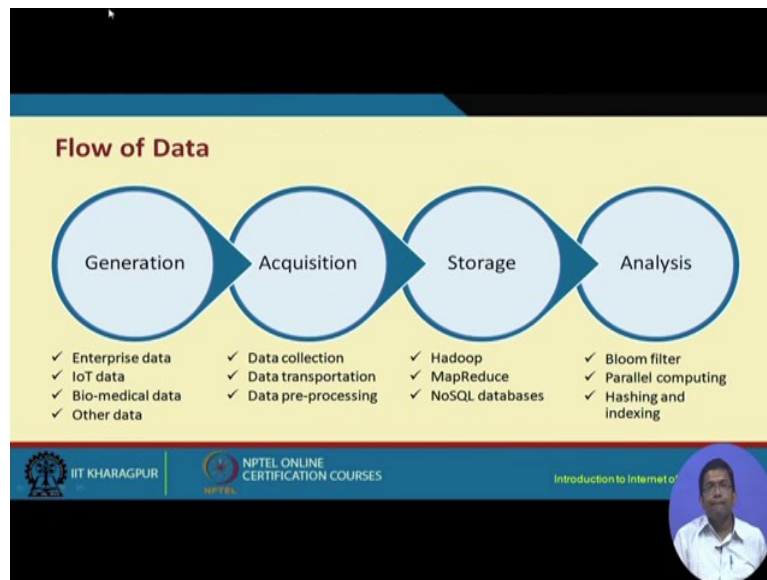 Flow of Data
Generation
Acquisition
Storage
Analysis
✓ Enterprise data
✓ IoT data
✓ Bio-medical data
✓ Other data
✓ Data collection
✓ Data transportation
✓ Data pre-processing
✓ Hadoop
✓ MapReduce
✓ NoSQL databases
✓ Bloom filter
✓ Parallel computing
✓ Hashing and
indexing
IIT KHARAGPUR
NPTEL
NPTEL ONLINE
CERTIFICATION COURSES
Introduction to Internet of